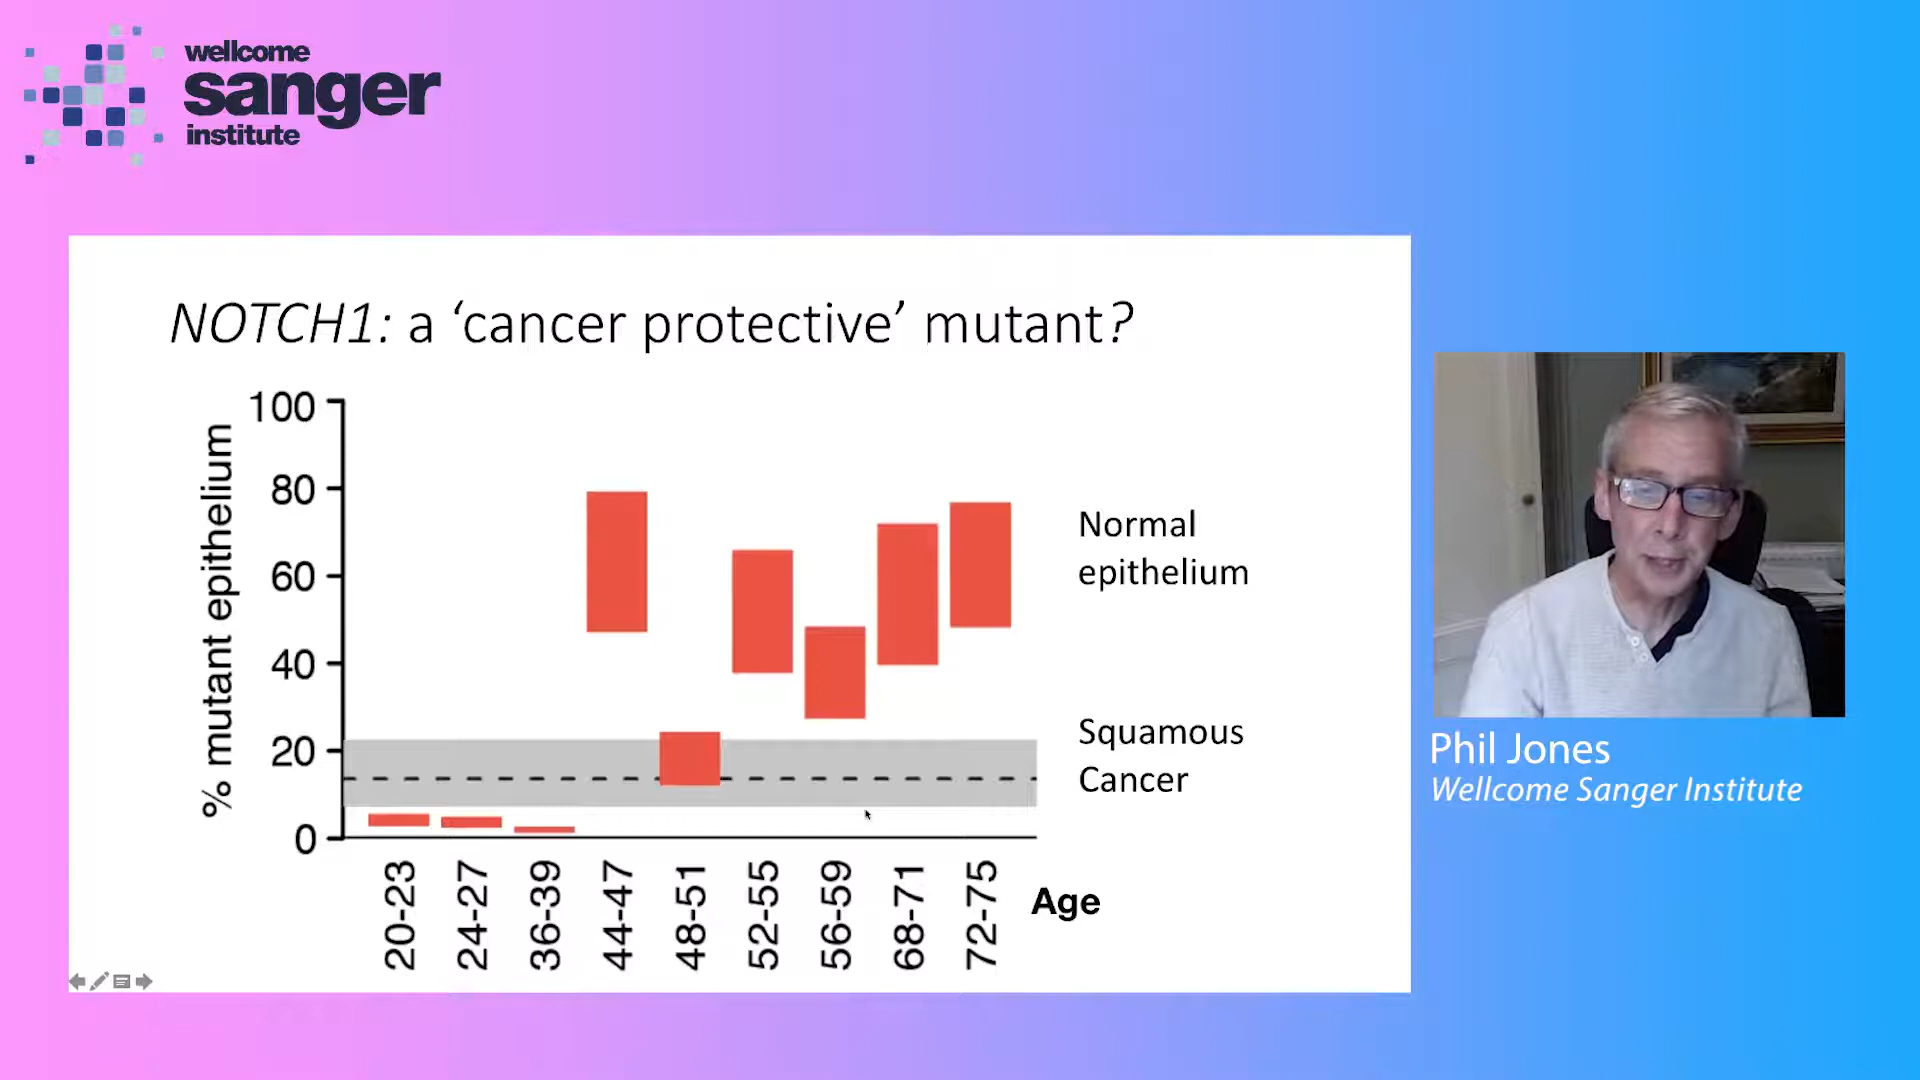 wellcome
sanger
institute
NOTCH1: a ‘cancer protective’ mutant?
% mutant epithelium
100
80
60
40
20
0
Normal
epithelium
Squamous
Cancer
20-23
24-27
36-39
44-47
48-51
52-55
56-59
68-71
72-75
Age
Phil Jones
Wellcome Sanger Institute